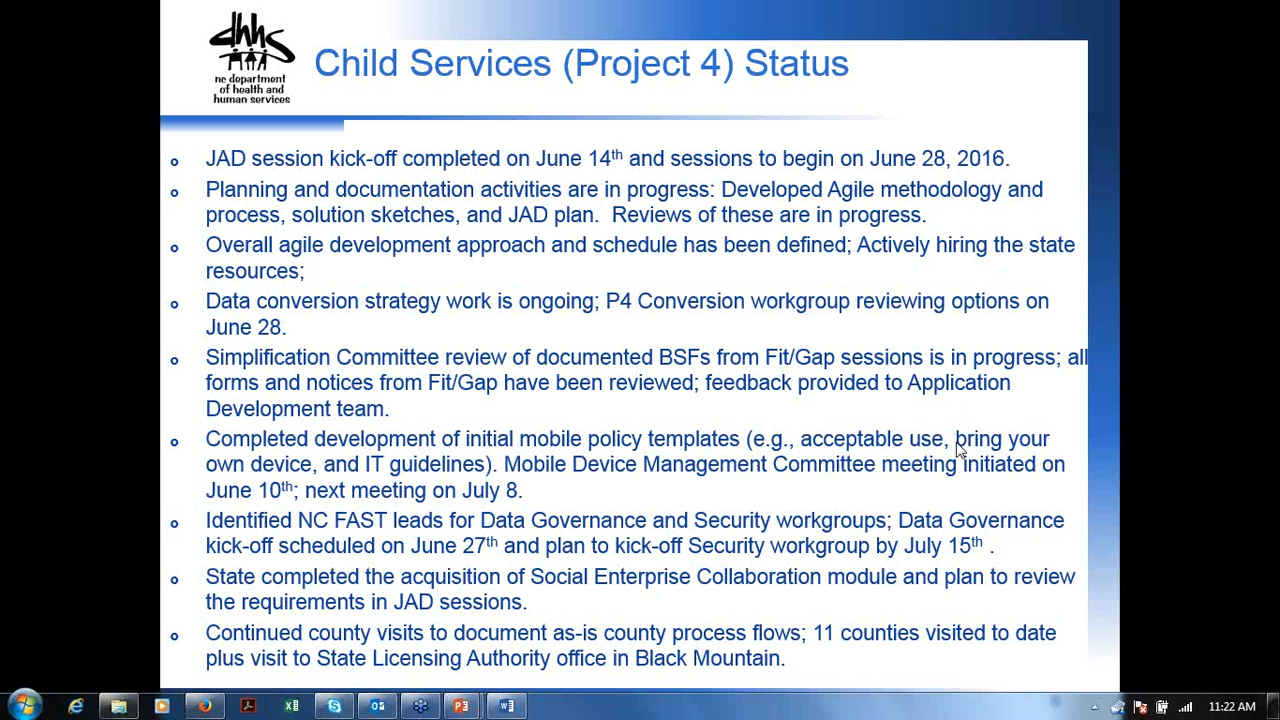 dhhs
nc department
of health and
human services
Child Services (Project 4) Status
JAD session kick-off completed on June 14th and sessions to begin on June 28, 2016.
Planning and documentation activities are in progress: Developed Agile methodology and
process, solution sketches, and JAD plan.  Reviews of these are in progress.
Overall agile development approach and schedule has been defined; Actively hiring the state
resources;
Data conversion strategy work is ongoing; P4 Conversion workgroup reviewing options on
June 28.
Simplification Committee review of documented BSFs from Fit/Gap sessions is in progress; all
forms and notices from Fit/Gap have been reviewed; feedback provided to Application
Development team.
Completed development of initial mobile policy templates (e.g., acceptable use, bring your
own device, and IT guidelines). Mobile Device Management Committee meeting initiated on
June 10th; next meeting on July 8.
Identified NC FAST leads for Data Governance and Security workgroups; Data Governance
kick-off scheduled on June 27th and plan to kick-off Security workgroup by July 15th .
State completed the acquisition of Social Enterprise Collaboration module and plan to review
the requirements in JAD sessions.
Continued county visits to document as-is county process flows; 11 counties visited to date
plus visit to State Licensing Authority office in Black Mountain.
11:22 AM